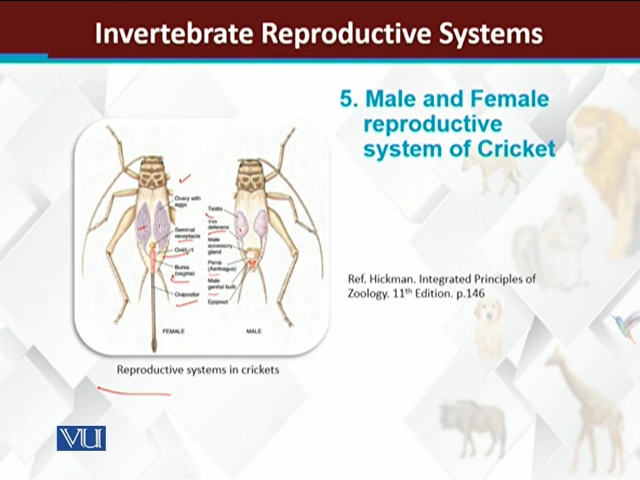 Invertebrate Reproductive Systems
5. Male and Female
reproductive
system of Cricket
Ovary with
eggs
Seminal
receptacle
Oviduct
Bursa
(vagina)
Ovipositor
Testis
Vas
deferens
Male
accessory
gland
Penis
(Aedeagus)
Male
genital bulb
Epiproct
FEMALE
MALE
Reproductive systems in crickets
Ref. Hickman. Integrated Principles of
Zoology. 11th Edition. p.146
VU